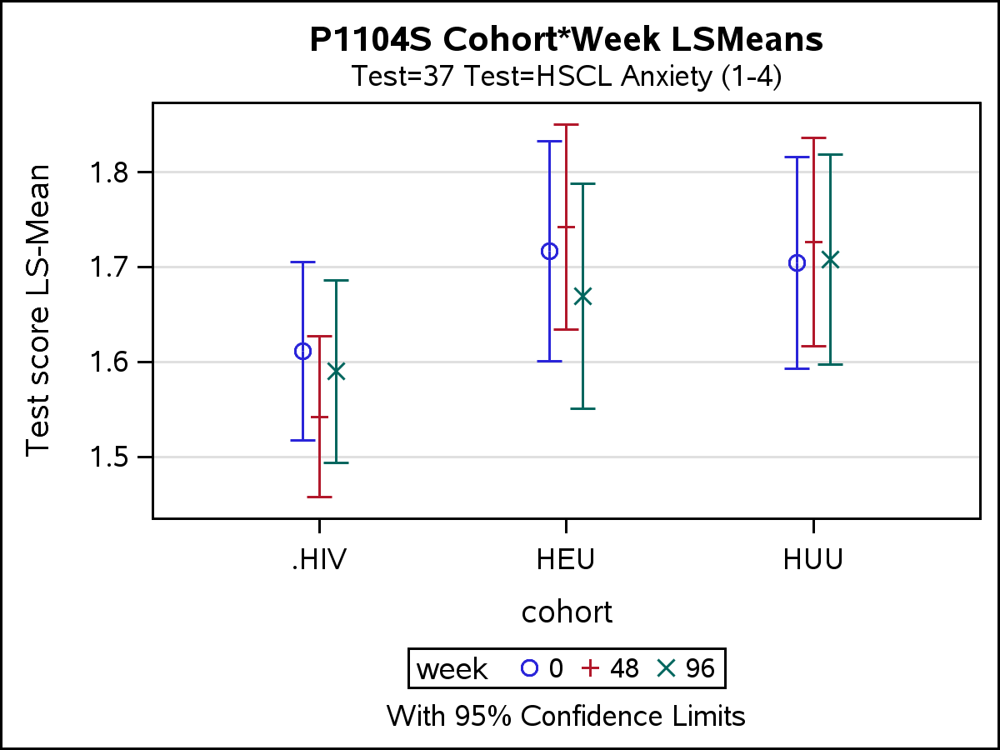 P1104S Cohort*Week LSMeans
Test=37 Test=HSCL Anxiety (1-4)
Test score LS-Mean
1.8
1.7
1.6
1.5
.HIV HEU HUU
cohort
week 0 48 96
With 95% Confidence Limits